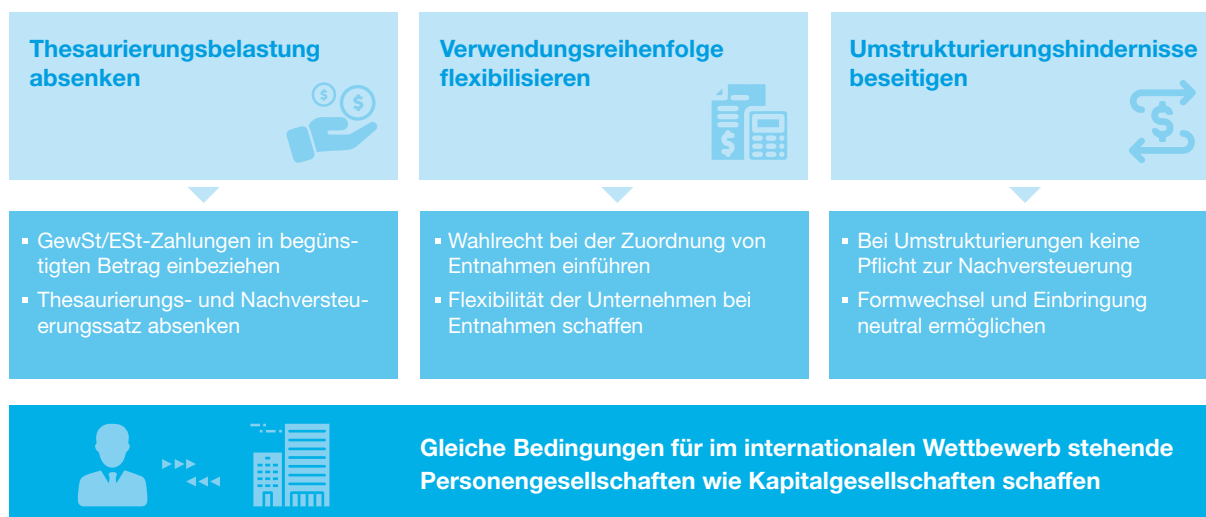 Thesaurierungsbelastung
absenken
Verwendungsreihenfolge
flexibilisieren
Umstrukturierungshindernisse
beseitigen
▪ GewSt/ESt-Zahlungen in begüns-
tigten Betrag einbeziehen
▪ Thesaurierungs- und Nachversteu-
erungssatz absenken
▪ Wahlrecht bei der Zuordnung von
Entnahmen einführen
▪ Flexibilität der Unternehmen bei
Entnahmen schaffen
▪ Bei Umstrukturierungen keine
Pflicht zur Nachversteuerung
▪ Formwechsel und Einbringung
neutral ermöglichen
Gleiche Bedingungen für im internationalen Wettbewerb stehende
Personengesellschaften wie Kapitalgesellschaften schaffen